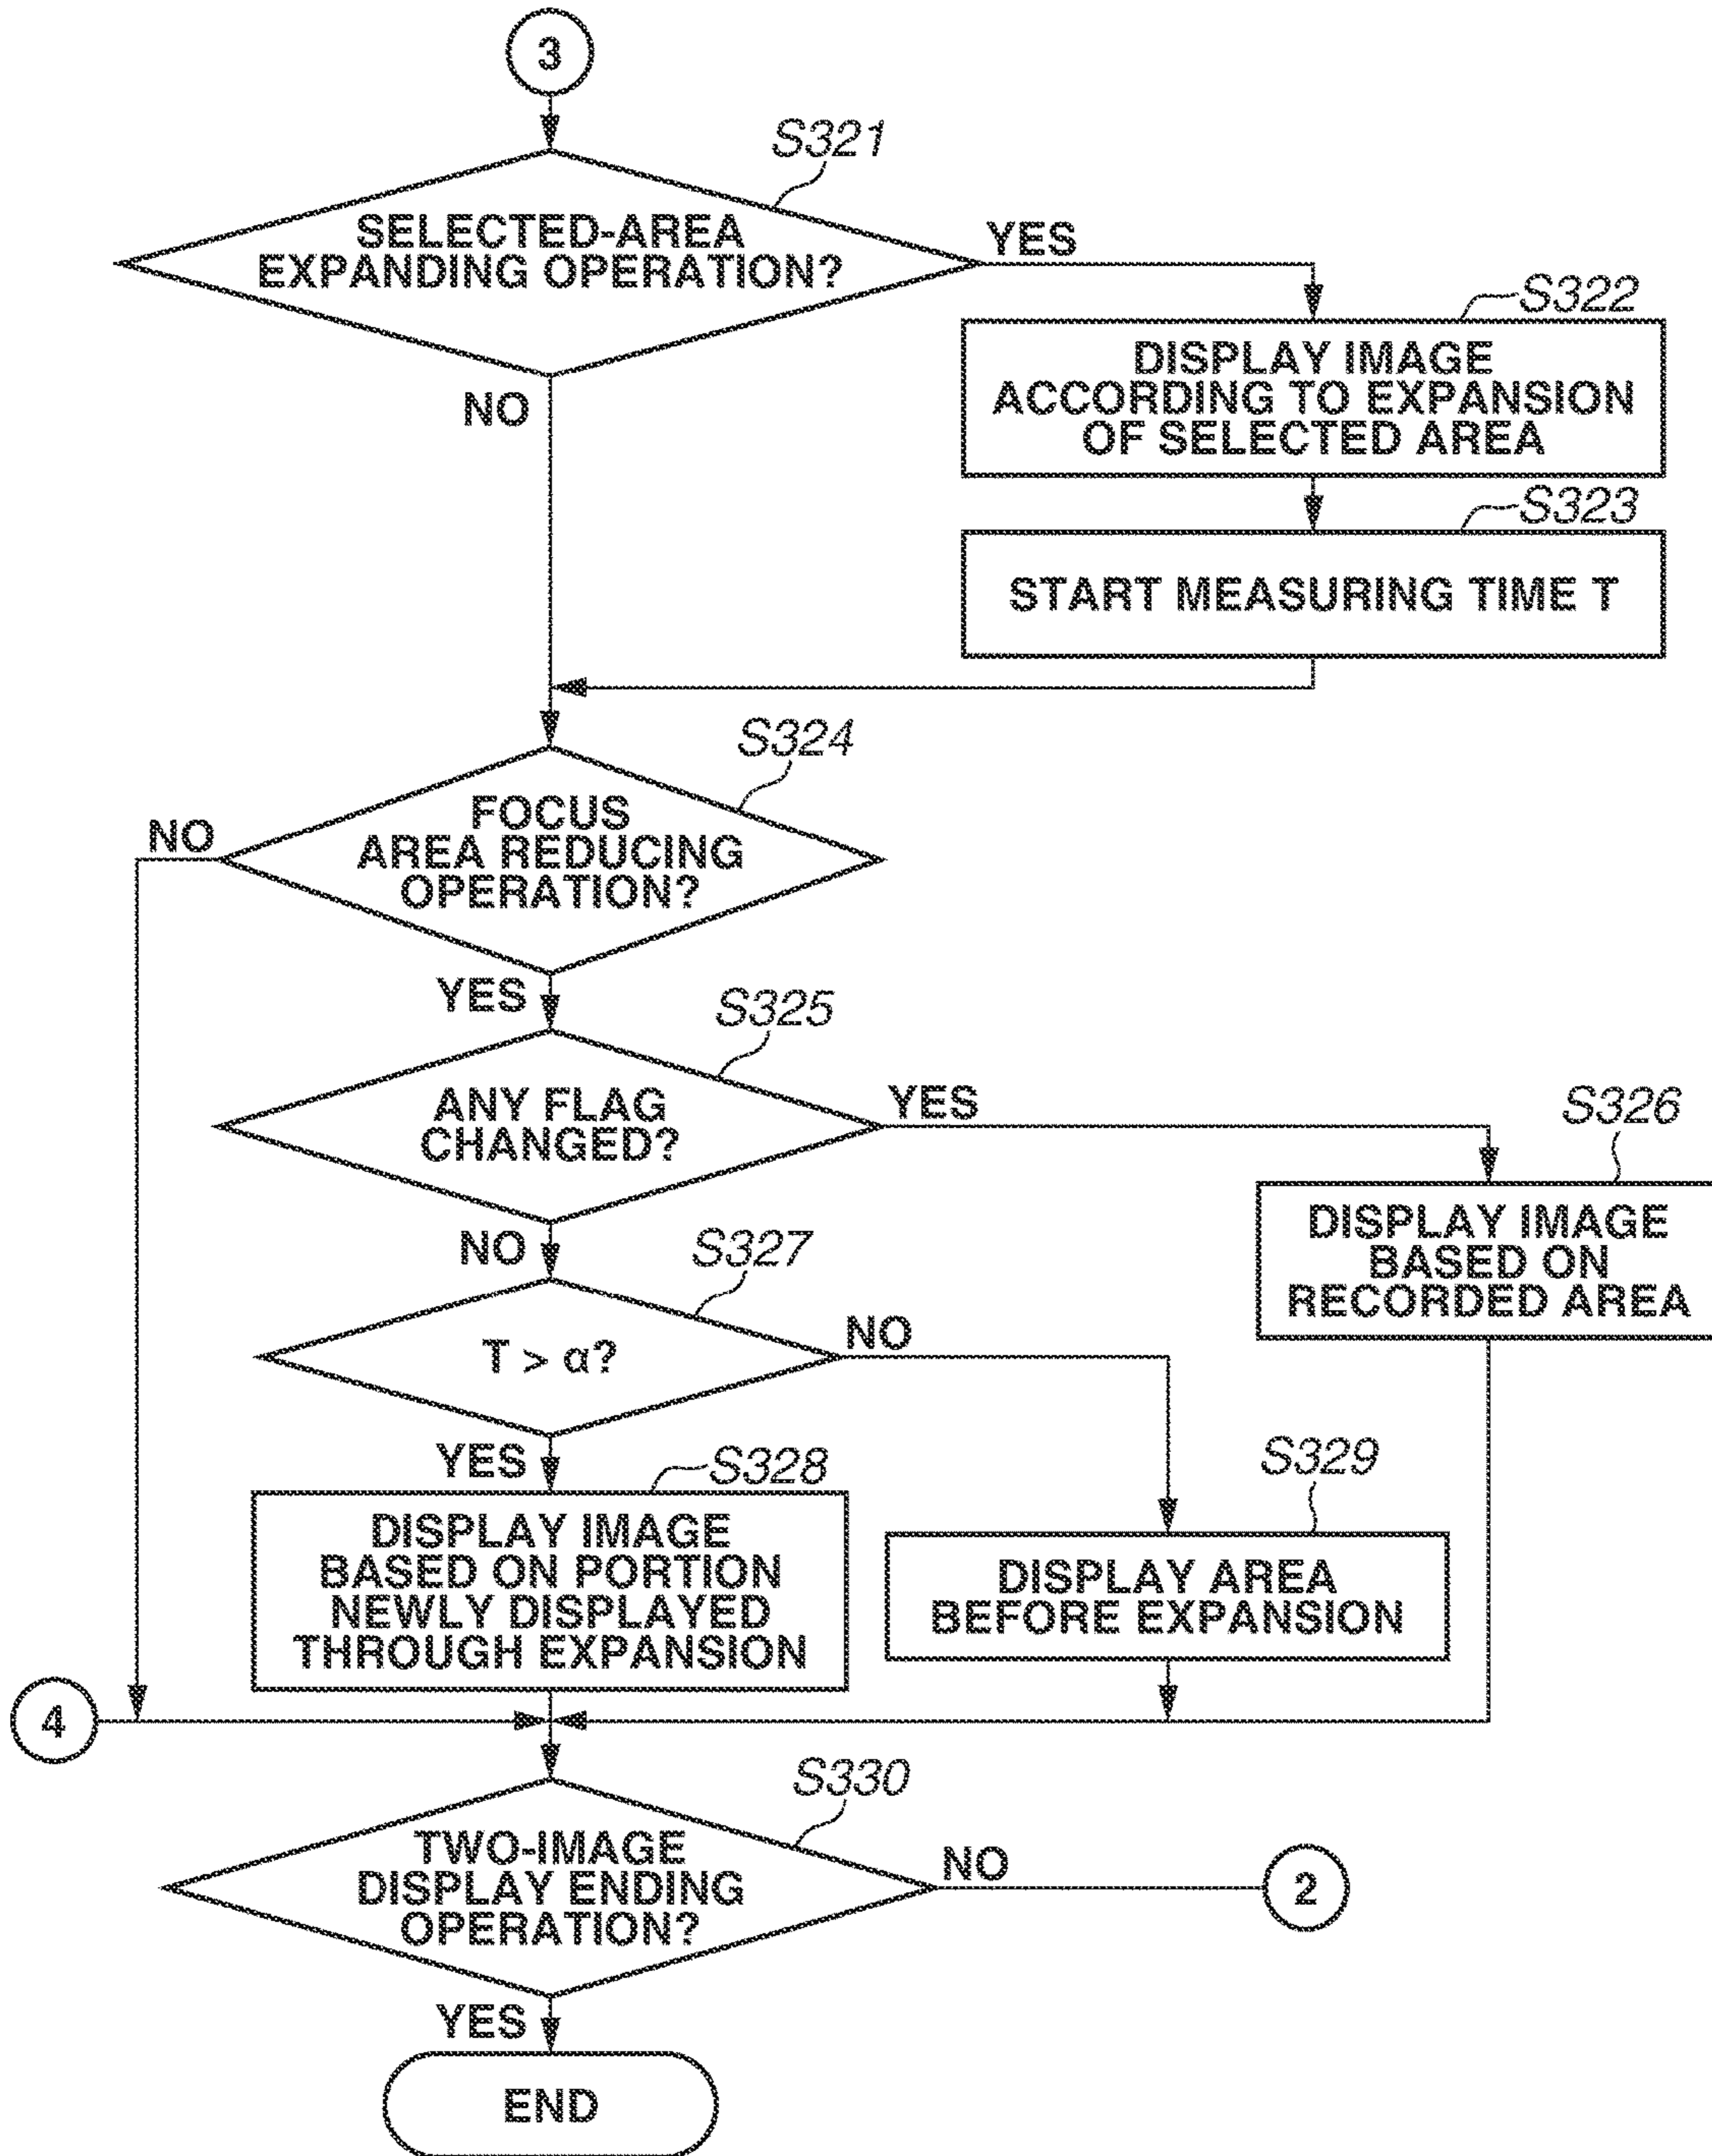 3
S321
SELECTED-AREA
EXPANDING OPERATION?
YES
NO
S322
DISPLAY IMAGE
ACCORDING TO EXPANSION
OF SELECTED AREA
S323
START MEASURING TIME T
S324
FOCUS
AREA REDUCING
OPERATION?
NO
YES
S325
ANY FLAG
CHANGED?
YES
NO
S326
DISPLAY IMAGE
BASED ON
RECORDED AREA
S327
T > α?
NO
YES
S328
DISPLAY IMAGE
BASED ON PORTION
NEWLY DISPLAYED
THROUGH EXPANSION
S329
DISPLAY AREA
BEFORE EXPANSION
4
S330
TWO-IMAGE
DISPLAY ENDING
OPERATION?
NO
2
YES
END